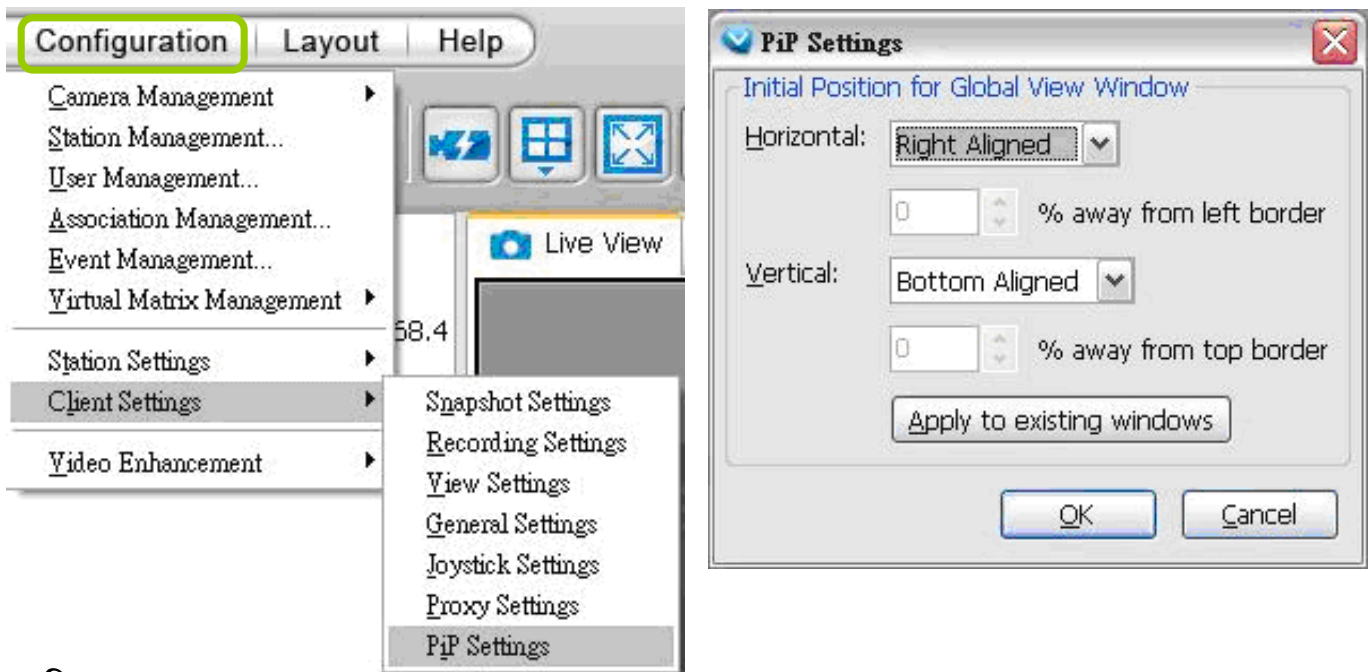 Configuration Layout Help
Camera Management
Station Management...
User Management...
Association Management...
Event Management...
Virtual Matrix Management
Station Settings
Client Settings
Video Enhancement
Live View
68.4
Snapshot Settings
Recording Settings
View Settings
General Settings
Joystick Settings
Proxy Settings
PiP Settings
PiP Settings
Initial Position for Global View Window
Horizontal: Right Aligned
0 % away from left border
Vertical: Bottom Aligned
0 % away from top border
Apply to existing windows
OK Cancel